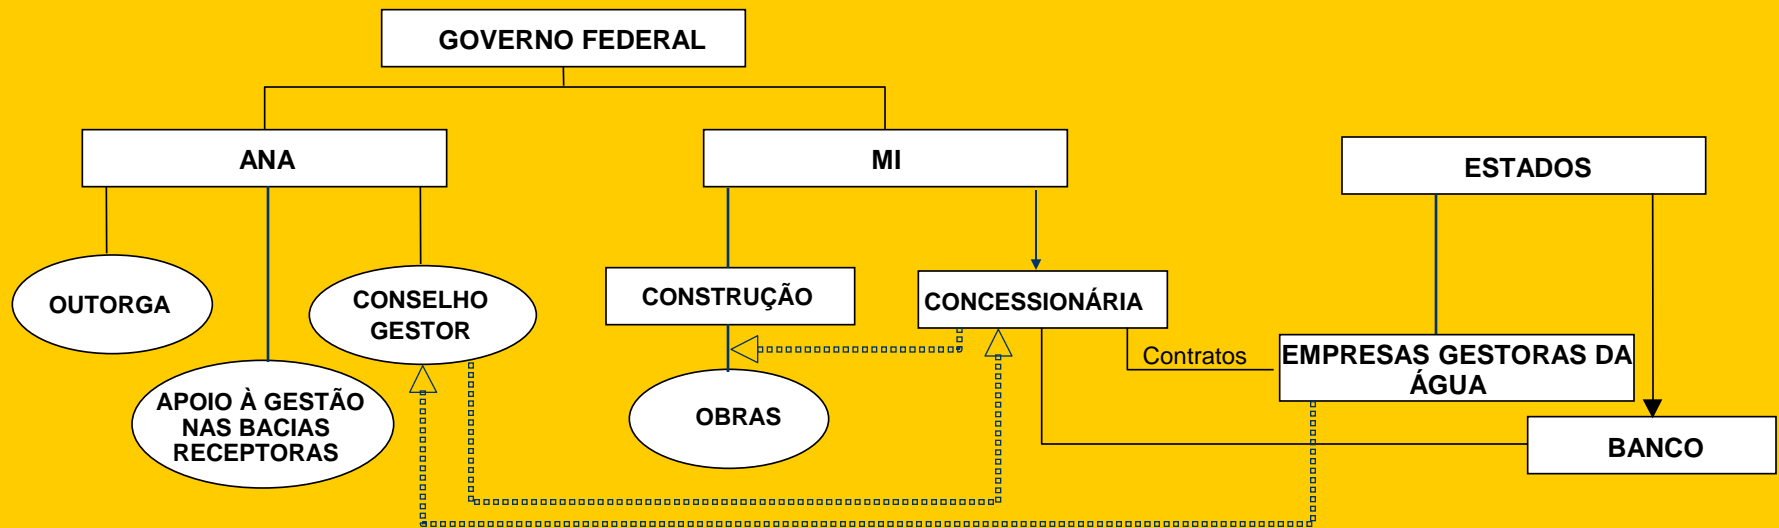 GOVERNO FEDERAL
ANA
MI
ESTADOS
OUTORGA
CONSELHO
GESTOR
CONSTRUÇÃO
CONCESSIONÁRIA
Contratos
EMPRESAS GESTORAS DA
ÁGUA
APOIO À GESTÃO
NAS BACIAS
RECEPTORAS
OBRAS
BANCO